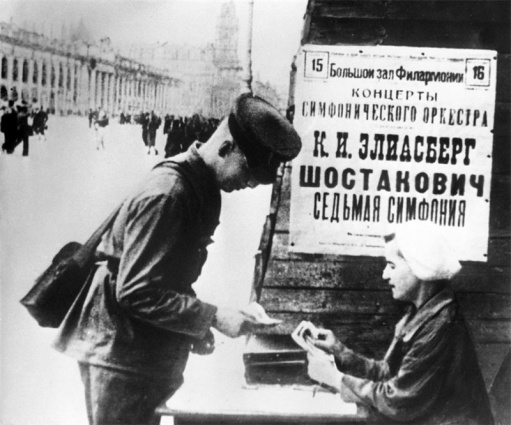 15 Большой зал Филармонии 16
КОНЦЕРТЫ
СИМФОНИЧЕСКОГО ОРКЕСТРА
К. И. ЭЛИАСБЕРГ
ШОСТАКОВИЧ
СЕДЬМАЯ СИМФОНИЯ